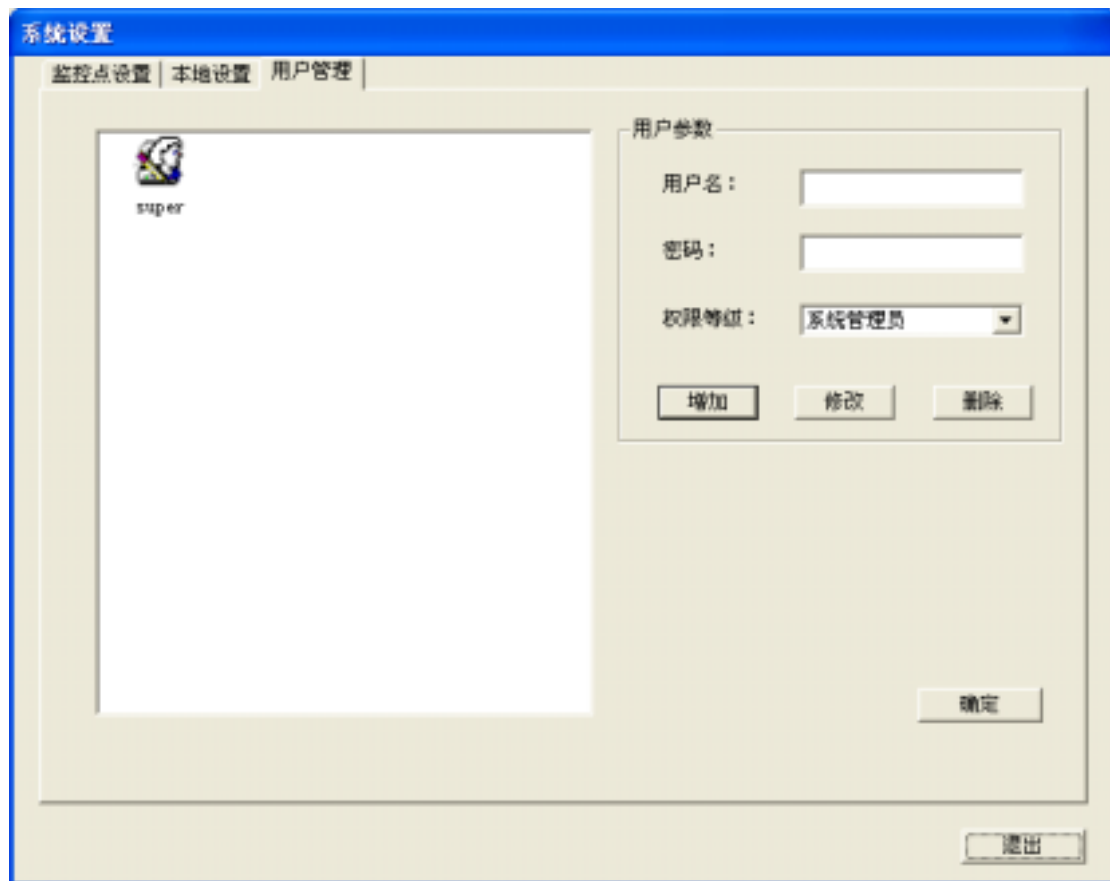 系统设置
监控点设置 本地设置 用户管理
super
用户参数
用户名：
密码：
权限等级： 系统管理员
增加 修改 删除
确定
退出